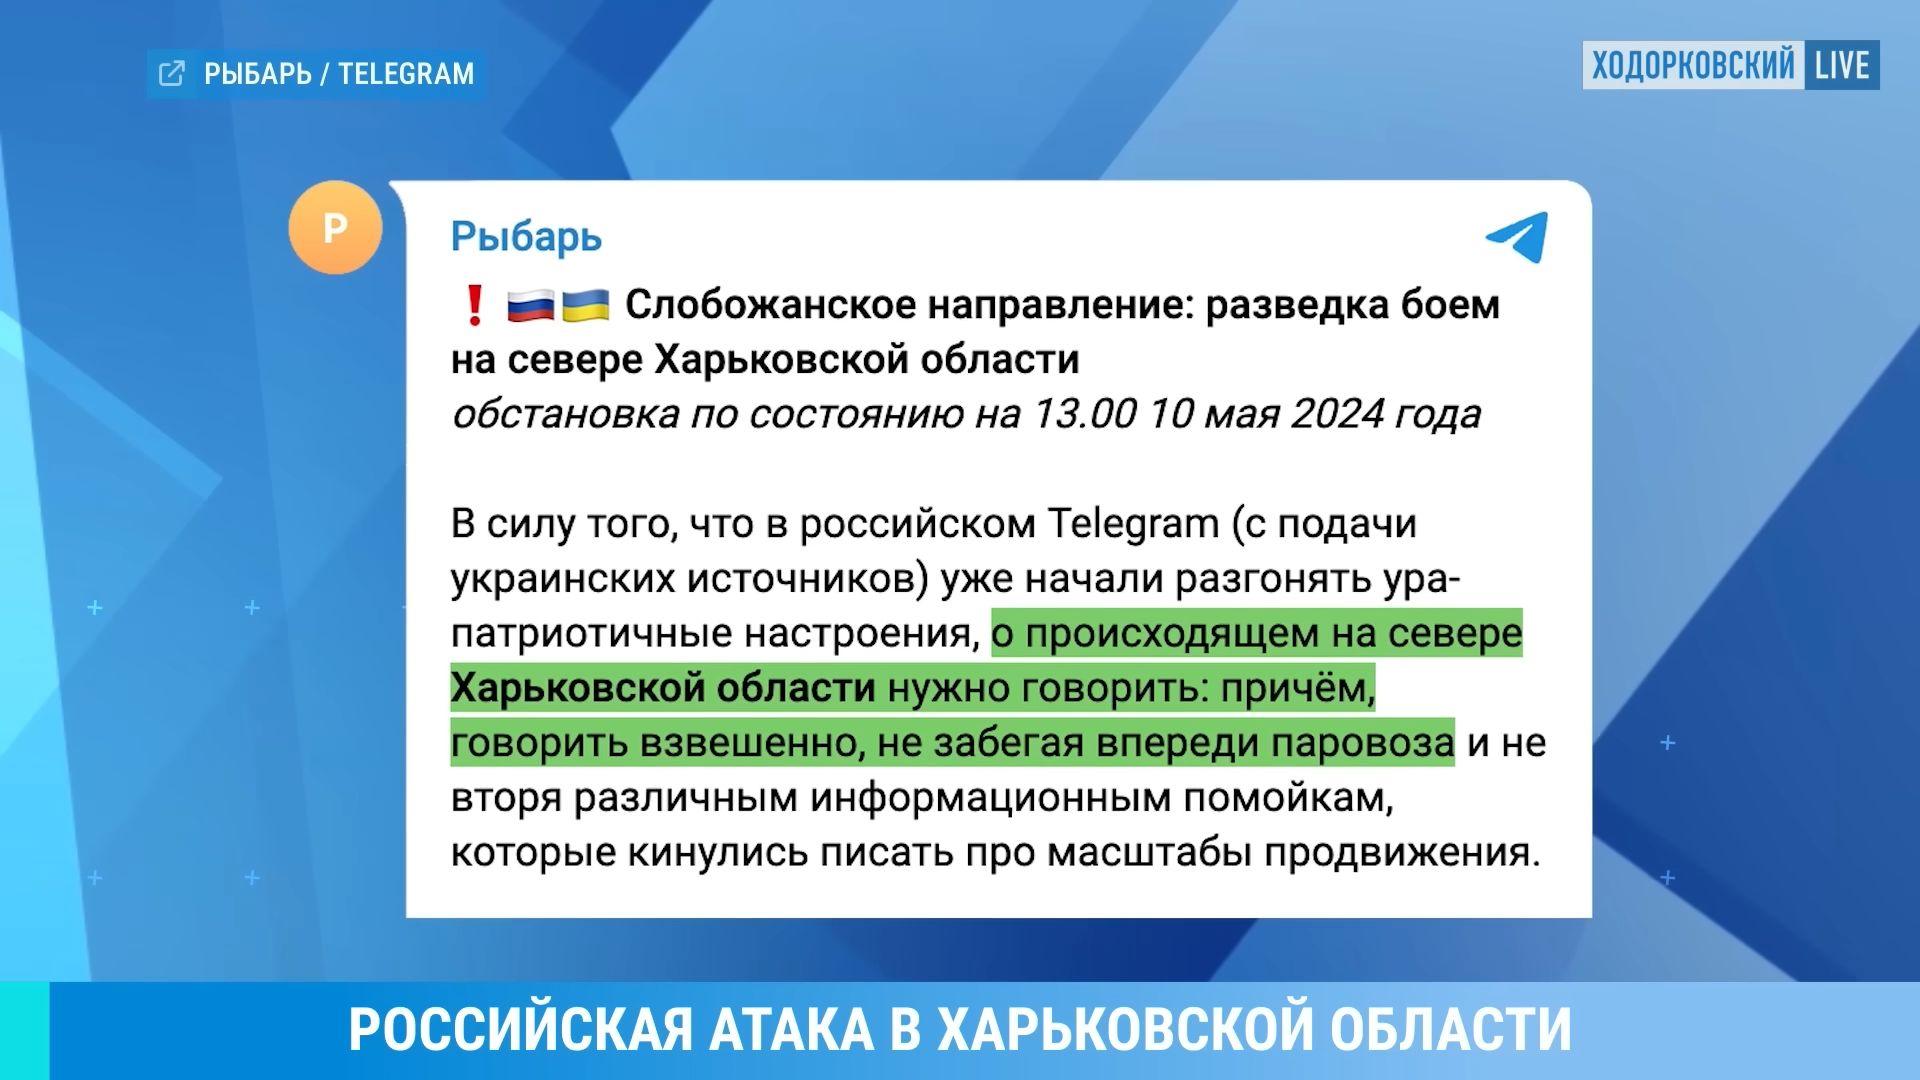 РЫБАРЬ / TELEGRAM
ХОДОРКОВСКИЙ LIVE
Р
Рыбарь
❗🇷🇺🇺🇦 Слобожанское направление: разведка боем
на севере Харьковской области
обстановка по состоянию на 13.00 10 мая 2024 года
В силу того, что в российском Telegram (с подачи
украинских источников) уже начали разгонять ура-
патриотичные настроения, о происходящем на севере
Харьковской области нужно говорить: причём,
говорить взвешенно, не забегая впереди паровоза и не
вторя различным информационным помойкам,
которые кинулись писать про масштабы продвижения.
РОССИЙСКАЯ АТАКА В ХАРЬКОВСКОЙ ОБЛАСТИ